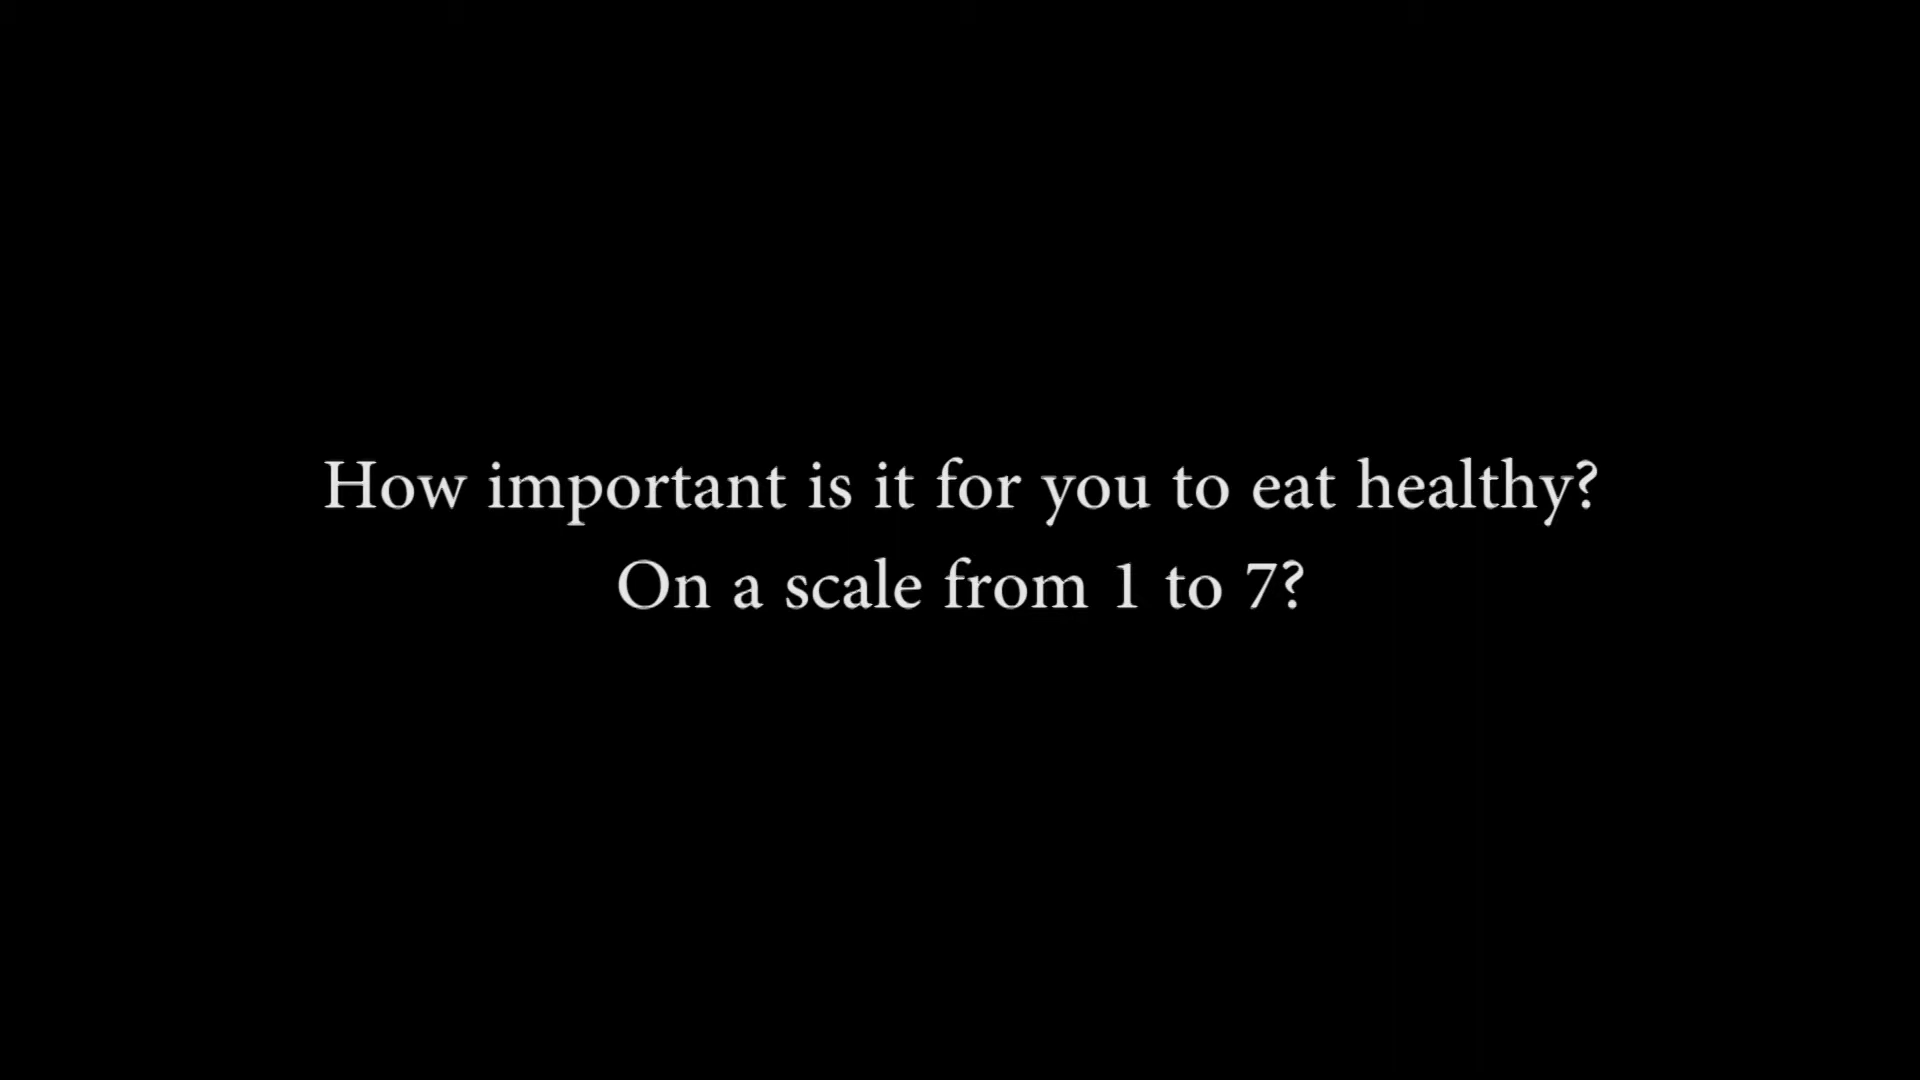 How important is it for you to eat healthy?
On a scale from 1 to 7?